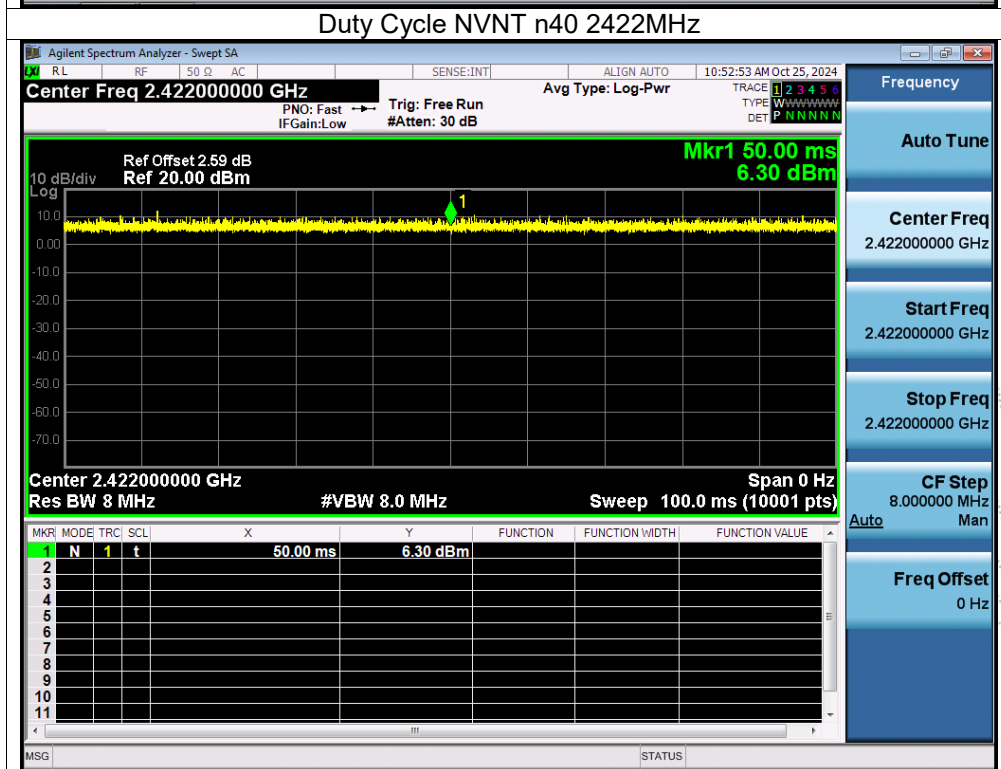 Duty Cycle NVNT n40 2422MHz
Agilent Spectrum Analyzer - Swept SA
LXI RL RF 50 Ω AC SENSE:INT ALIGN AUTO 10:52:53 AM Oct 25, 2024
Center Freq 2.422000000 GHz Avg Type: Log-Pwr TRACE 1 2 3 4 5 6
PNO: Fast Trig: Free Run TYPE WWWWWW
IFGain:Low #Atten: 30 dB DET P N N N N N
Frequency
Mkr1 50.00 ms
6.30 dBm
Ref Offset 2.59 dB
10 dB/div Ref 20.00 dBm
Log
1
10.0
0.00
-10.0
-20.0
-30.0
-40.0
-50.0
-60.0
-70.0
Center 2.422000000 GHz Span 0 Hz
Res BW 8 MHz #VBW 8.0 MHz Sweep 100.0 ms (10001 pts)
MKR MODE TRC SCL X Y FUNCTION FUNCTION WIDTH FUNCTION VALUE
1 N 1 t 50.00 ms 6.30 dBm
2
3
4
5
6
7
8
9
10
11
MSG STATUS
Auto Tune
Center Freq
2.422000000 GHz
Start Freq
2.422000000 GHz
Stop Freq
2.422000000 GHz
CF Step
8.000000 MHz
Auto Man
Freq Offset
0 Hz